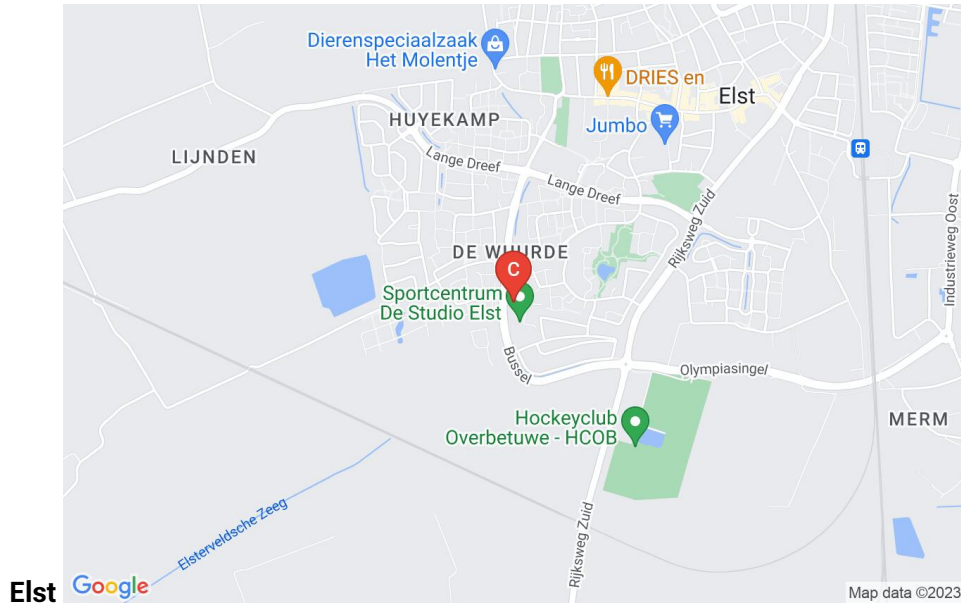 Dierenspeciaalzaak
Het Molentje
DRIES en
Elst
HUYEKAMP
Jumbo
LIJNDEN
Lange Dreef
Lange Dreef
Rijksweg Zuid
Industrieweg Oost
DE WUURDE
C
Sportcentrum
De Studio Elst
Bussel
Olympiasingel
Hockeyclub
Overbetuwe - HCOB
MERM
Elsterveldsche Zeeg
Rijksweg Zuid
Elst
Google
Map data ©2023